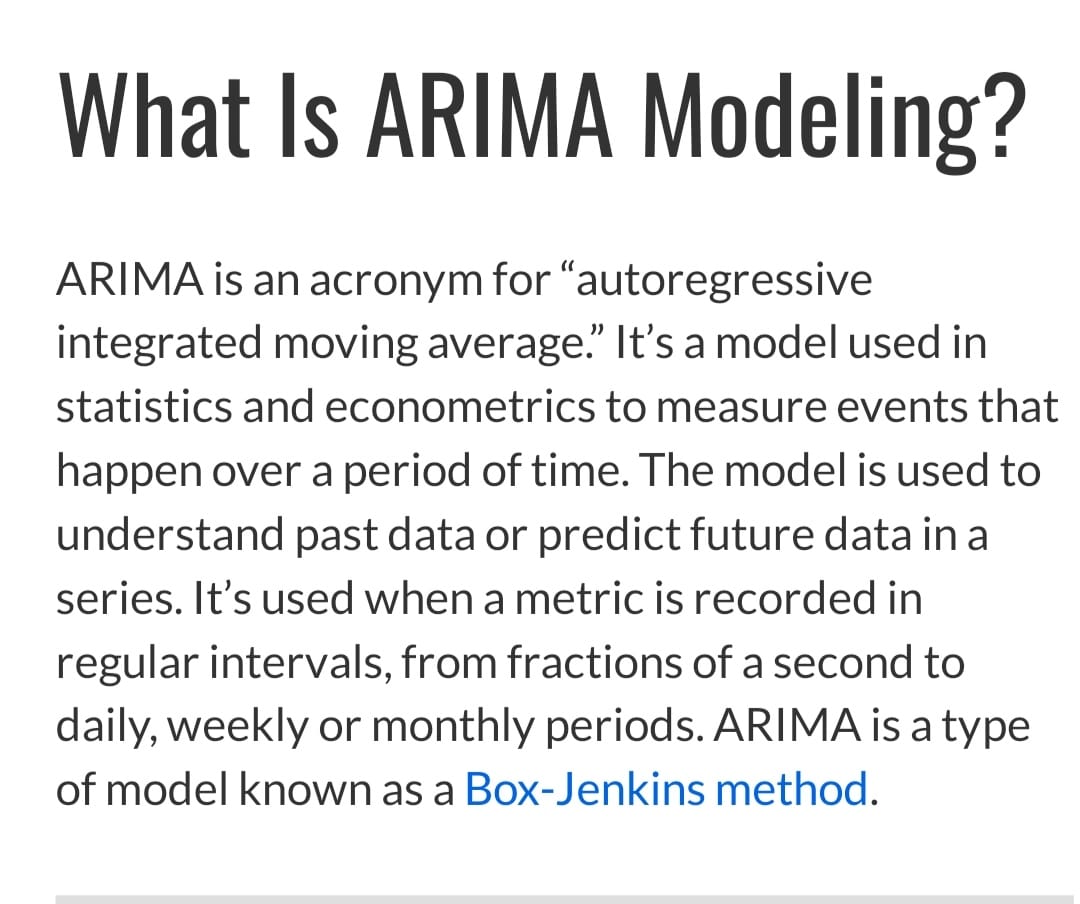 What Is ARIMA Modeling?
ARIMA is an acronym for “autoregressive
integrated moving average.” It’s a model used in
statistics and econometrics to measure events that
happen over a period of time. The model is used to
understand past data or predict future data in a
series. It’s used when a metric is recorded in
regular intervals, from fractions of a second to
daily, weekly or monthly periods. ARIMA is a type
of model known as a Box-Jenkins method.